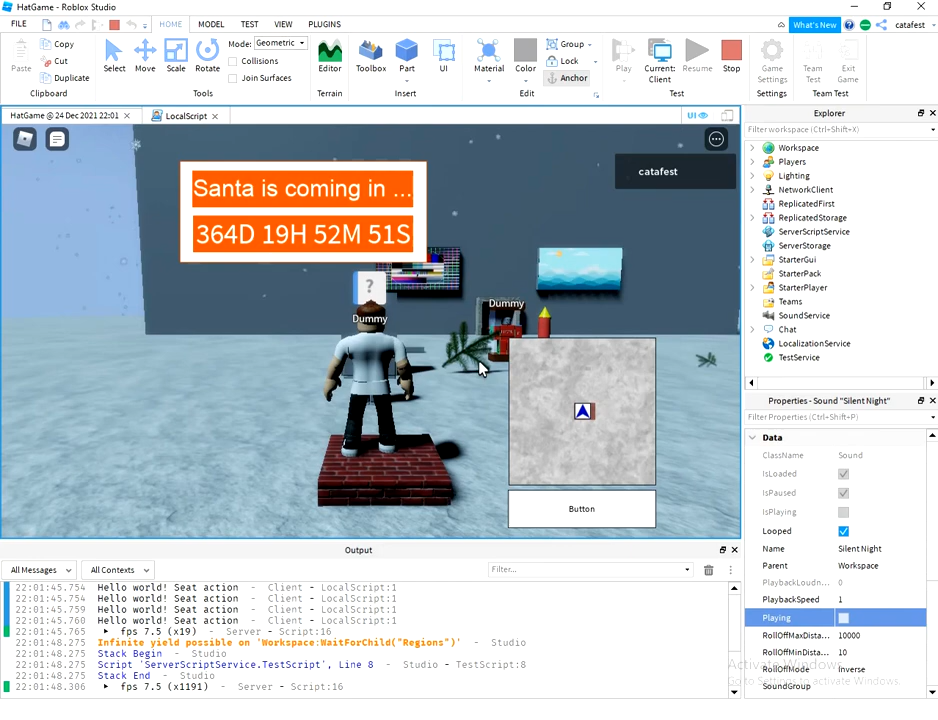 HatGame - Roblox Studio
FILE HOME MODEL TEST VIEW PLUGINS What's New catafest
Paste Copy Cut Duplicate
Clipboard
Select Move Scale Rotate
Mode: Geometric
Collisions
Join Surfaces
Tools
Editor
Terrain
Toolbox Part UI
Insert
Material Color
Group
Lock
Anchor
Edit
Play Current: Client Resume Stop
Test
Game Settings
Settings
Team Test Exit Game
Team Test
HatGame @ 24 Dec 2021 22:01 LocalScript UI
catafest
Santa is coming in ...
364D 19H 52M 51S
?
Dummy
Dummy
Button
Explorer
Filter workspace (Ctrl+Shift+X)
Workspace
Players
Lighting
NetworkClient
ReplicatedFirst
ReplicatedStorage
ServerScriptService
ServerStorage
StarterGui
StarterPack
StarterPlayer
Teams
SoundService
Chat
LocalizationService
TestService
Properties - Sound "Silent Night"
Filter Properties (Ctrl+Shift+P)
Data
ClassName Sound
IsLoaded
IsPaused
IsPlaying
Looped
Name Silent Night
Parent Workspace
PlaybackLoudn... 0
PlaybackSpeed 1
Playing
RollOffMaxDista... 10000
RollOffMinDista... 10
RollOffMode Inverse
SoundGroup
Activate Windows
Go to Settings to activate Windows.
Output
All Messages All Contexts Filter...
22:01:45.754 Hello world! Seat action - Client - LocalScript:1
22:01:45.754 Hello world! Seat action - Client - LocalScript:1
22:01:45.759 Hello world! Seat action - Client - LocalScript:1
22:01:45.760 Hello world! Seat action - Client - LocalScript:1
22:01:45.765 fps 7.5 (x19) - Server - Script:16
22:01:48.275 Infinite yield possible on 'Workspace:WaitForChild("Regions")' - Studio
22:01:48.275 Stack Begin - Studio
22:01:48.275 Script 'ServerScriptService.TestScript', Line 8 - Studio - TestScript:8
22:01:48.275 Stack End - Studio
22:01:48.306 fps 7.5 (x1191) - Server - Script:16